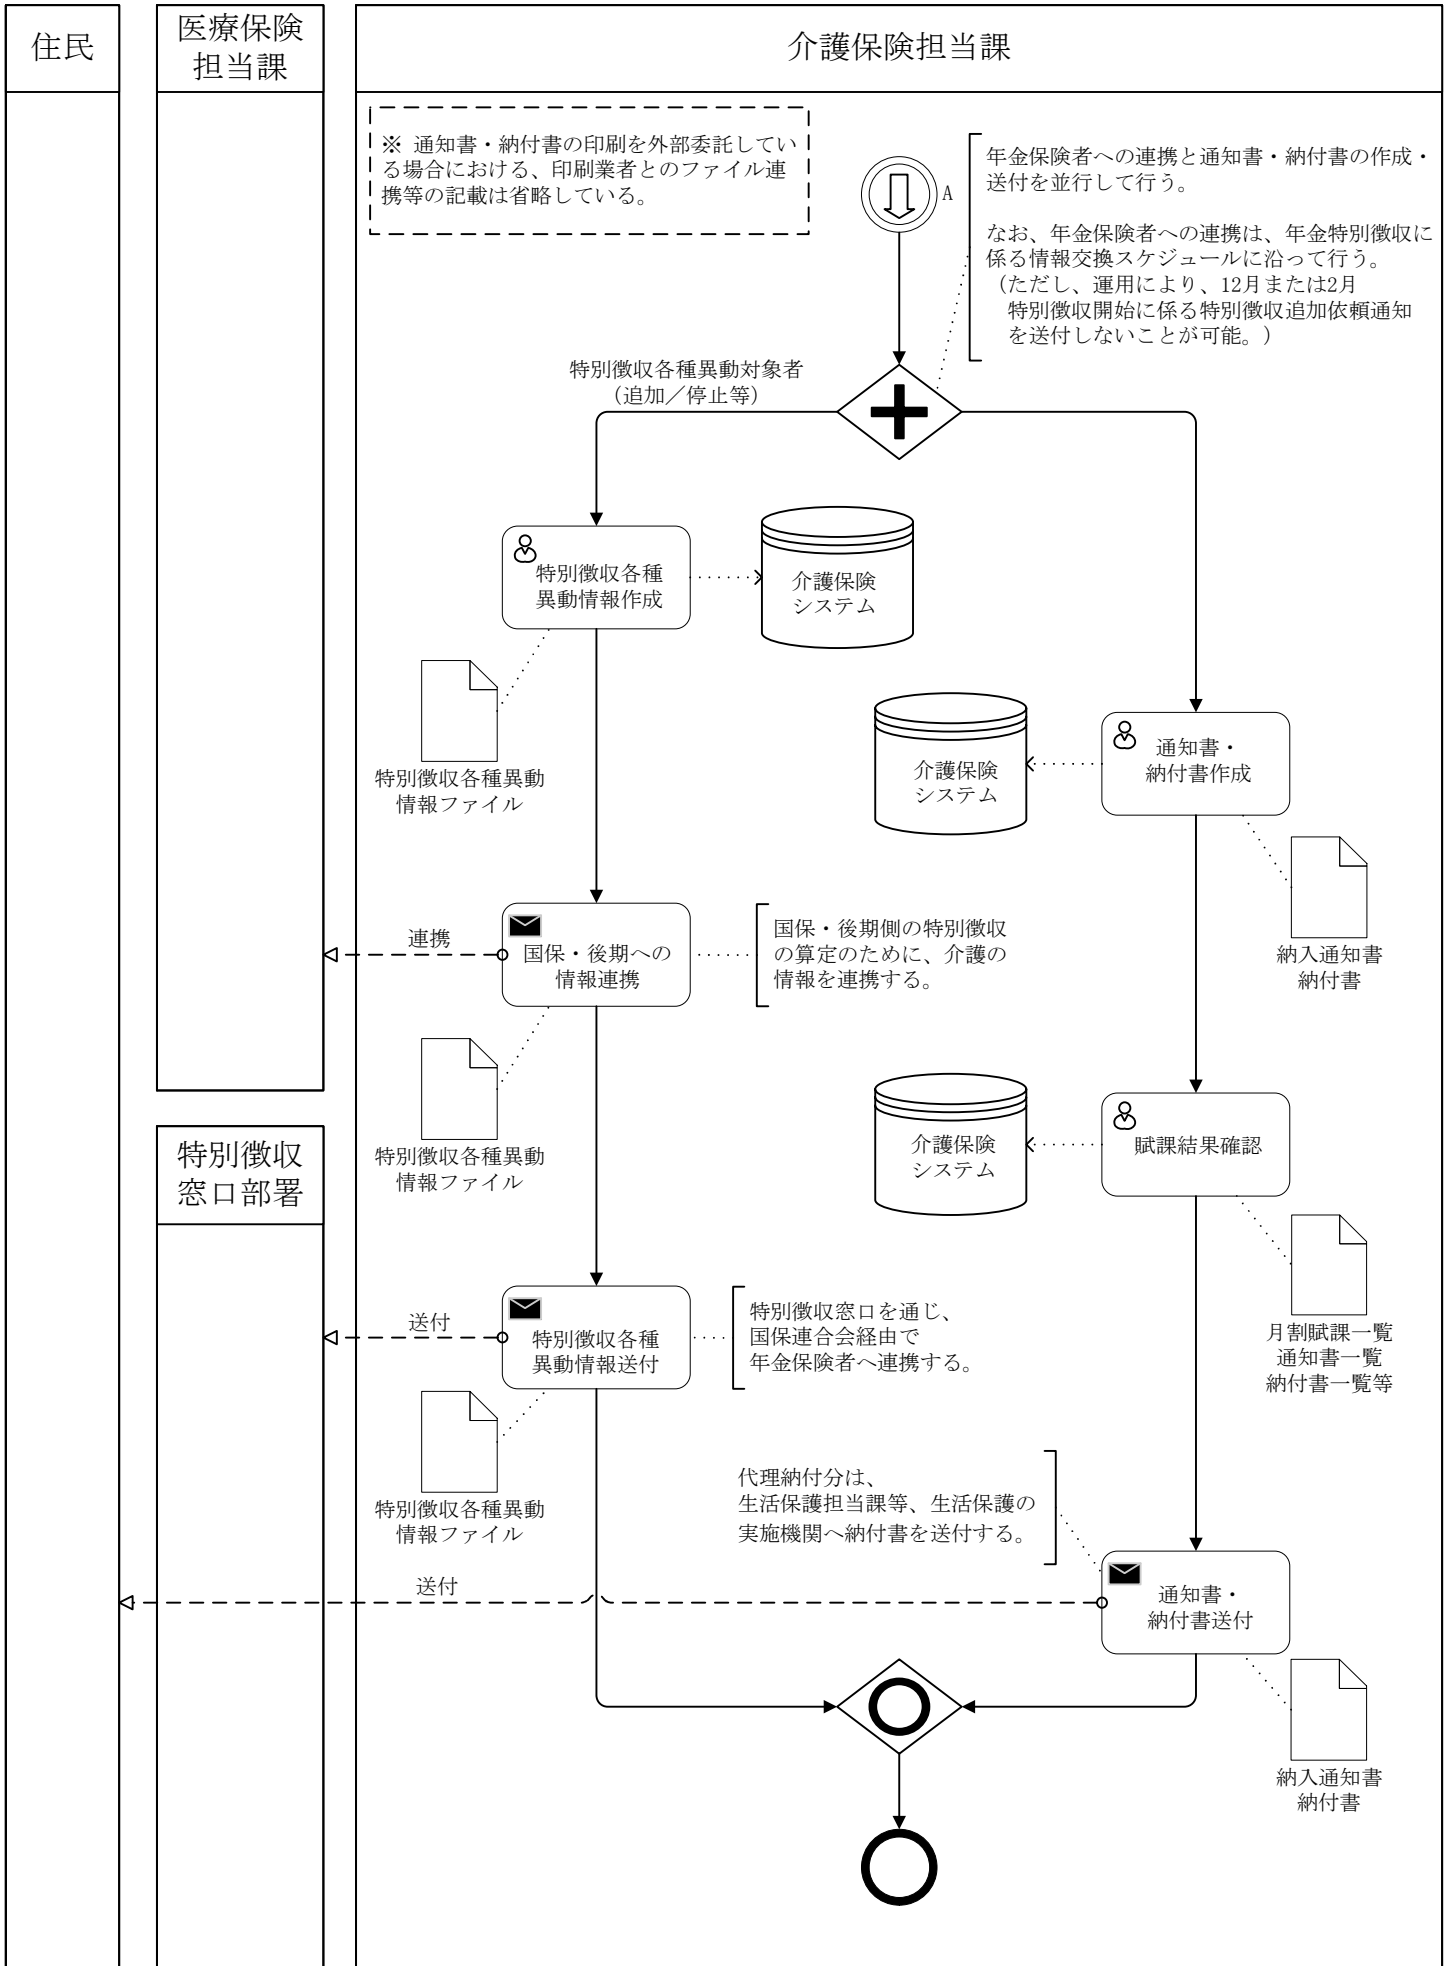 住民
医療保険
担当課
介護保険担当課
※ 通知書・納付書の印刷を外部委託してい
る場合における、印刷業者とのファイル連
携等の記載は省略している。
A
年金保険者への連携と通知書・納付書の作成・
送付を並行して行う。
なお、年金保険者への連携は、年金特別徴収に
係る情報交換スケジュールに沿って行う。
（ただし、運用により、12月または2月
特別徴収開始に係る特別徴収追加依頼通知
を送付しないことが可能。）
特別徴収各種異動対象者
（追加／停止等）
特別徴収各種
異動情報作成
介護保険
システム
特別徴収各種異動
情報ファイル
介護保険
システム
通知書・
納付書作成
納入通知書
納付書
連携
国保・後期への
情報連携
国保・後期側の特別徴収
の算定のために、介護の
情報を連携する。
特別徴収各種異動
情報ファイル
介護保険
システム
賦課結果確認
月割賦課一覧
通知書一覧
納付書一覧等
特別徴収
窓口部署
送付
特別徴収各種
異動情報送付
特別徴収窓口を通じ、
国保連合会経由で
年金保険者へ連携する。
特別徴収各種異動
情報ファイル
代理納付分は、
生活保護担当課等、生活保護の
実施機関へ納付書を送付する。
送付
通知書・
納付書送付
納入通知書
納付書